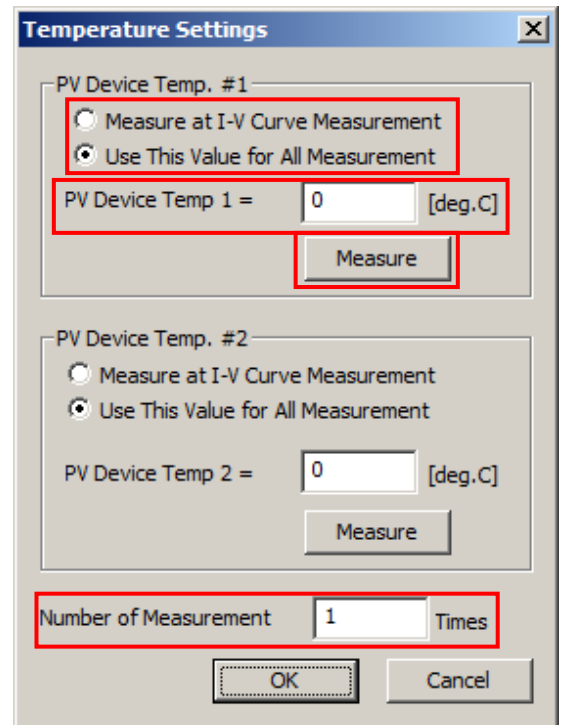 Temperature Settings
PV Device Temp. #1
Measure at I-V Curve Measurement
Use This Value for All Measurement
PV Device Temp 1 = 0 [deg.C]
Measure
PV Device Temp. #2
Measure at I-V Curve Measurement
Use This Value for All Measurement
PV Device Temp 2 = 0 [deg.C]
Measure
Number of Measurement 1 Times
OK Cancel